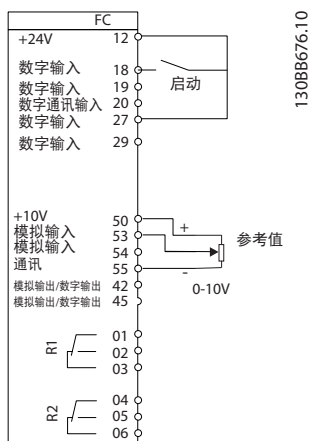 FC
+24V 12
数字输入 18
数字输入 19
数字通讯输入 20
数字输入 27
数字输入 29
启动
+10V 50
模拟输入 53
模拟输入 54
通讯 55
模拟输出/数字输出 42
模拟输出/数字输出 45
+
-
参考值
0-10V
R1
01
02
03
R2
04
05
06
130BB676.10